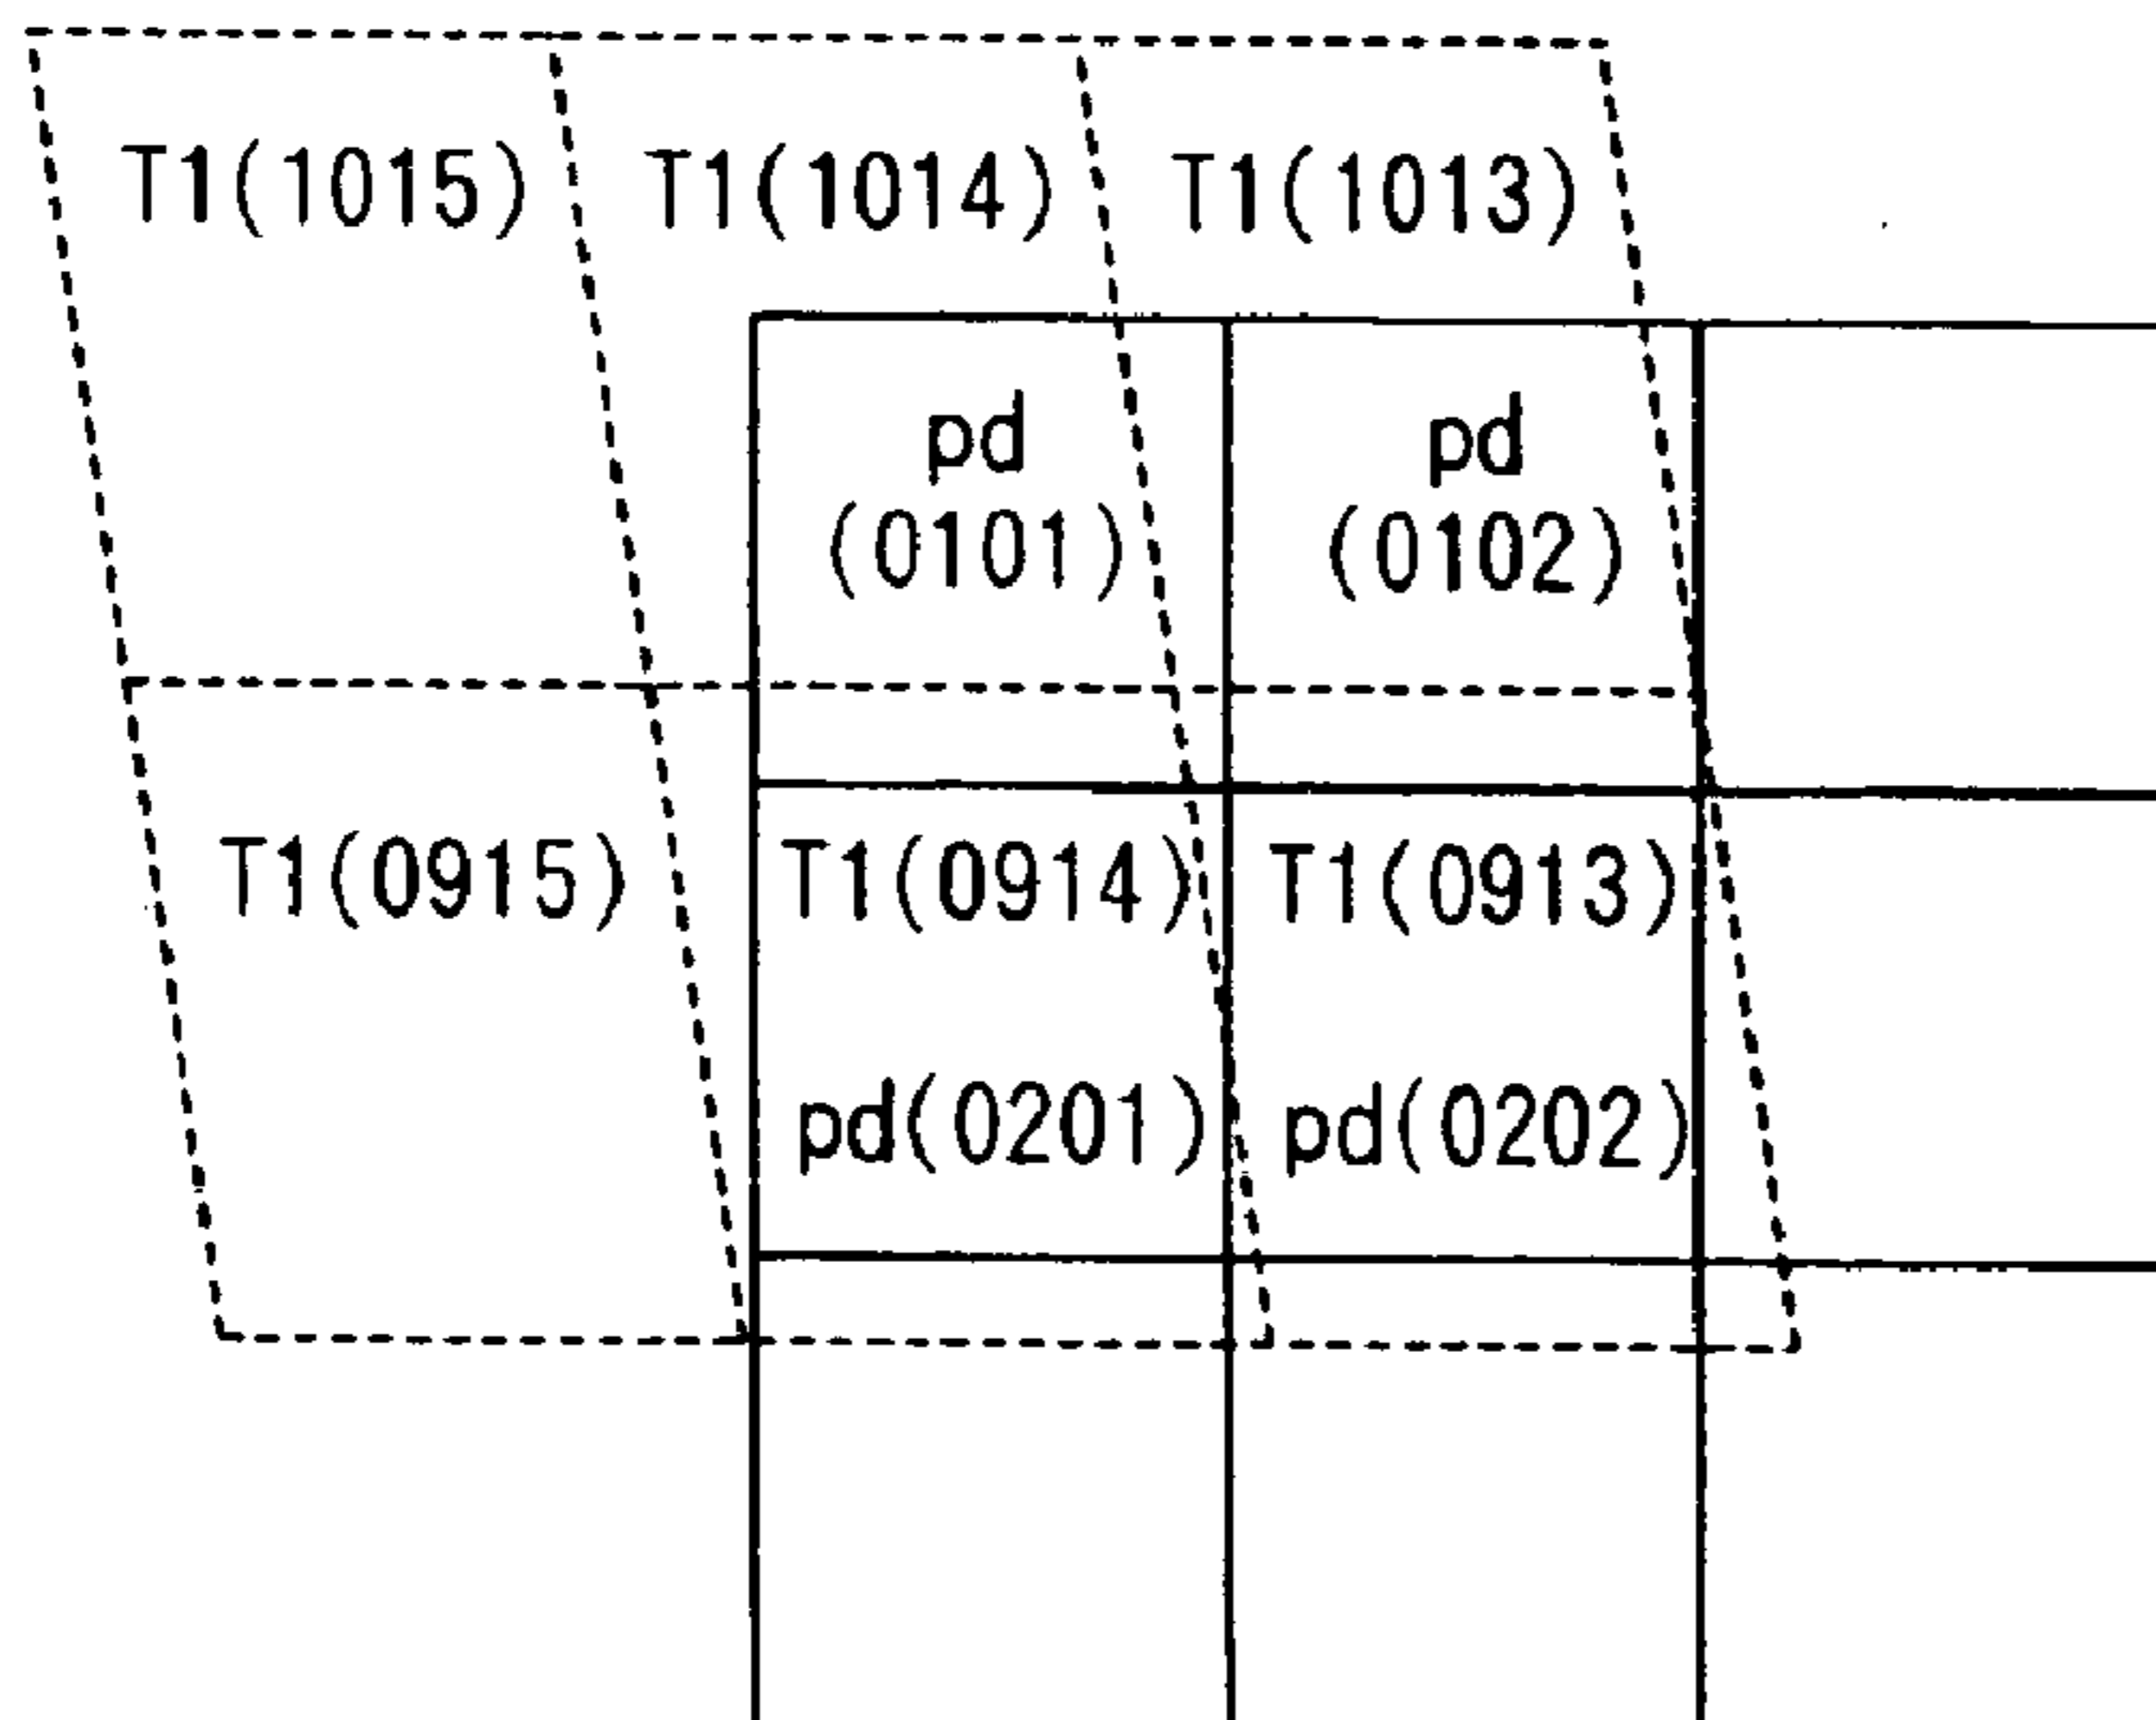 T1(1015) T1(1014) T1(1013)
pd pd
(0101) (0102)
T1(0915) T1(0914) T1(0913)
pd(0201) pd(0202)